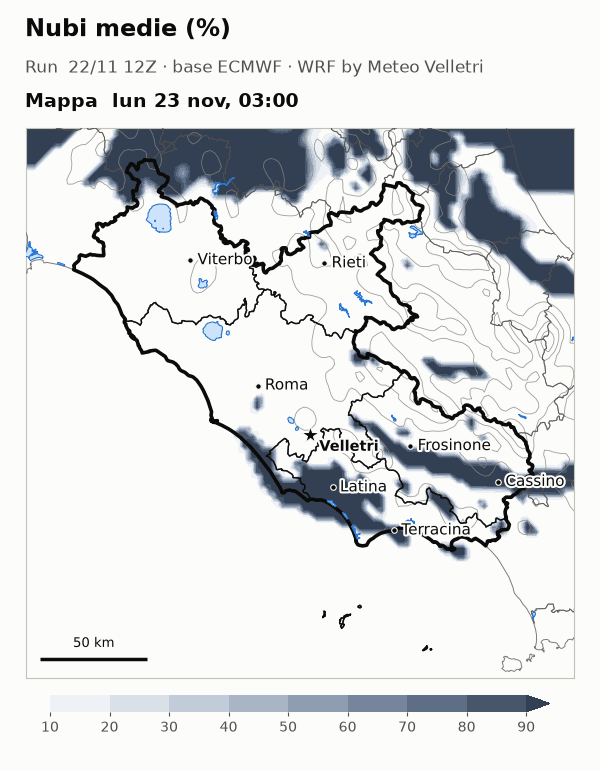 Nubi medie (%)
Run  22/11 12Z · base ECMWF · WRF by Meteo Velletri
Mappa  lun 23 nov, 03:00
Viterbo
Rieti
Roma
Velletri
Frosinone
Latina
Cassino
Terracina
50 km
10 20 30 40 50 60 70 80 90